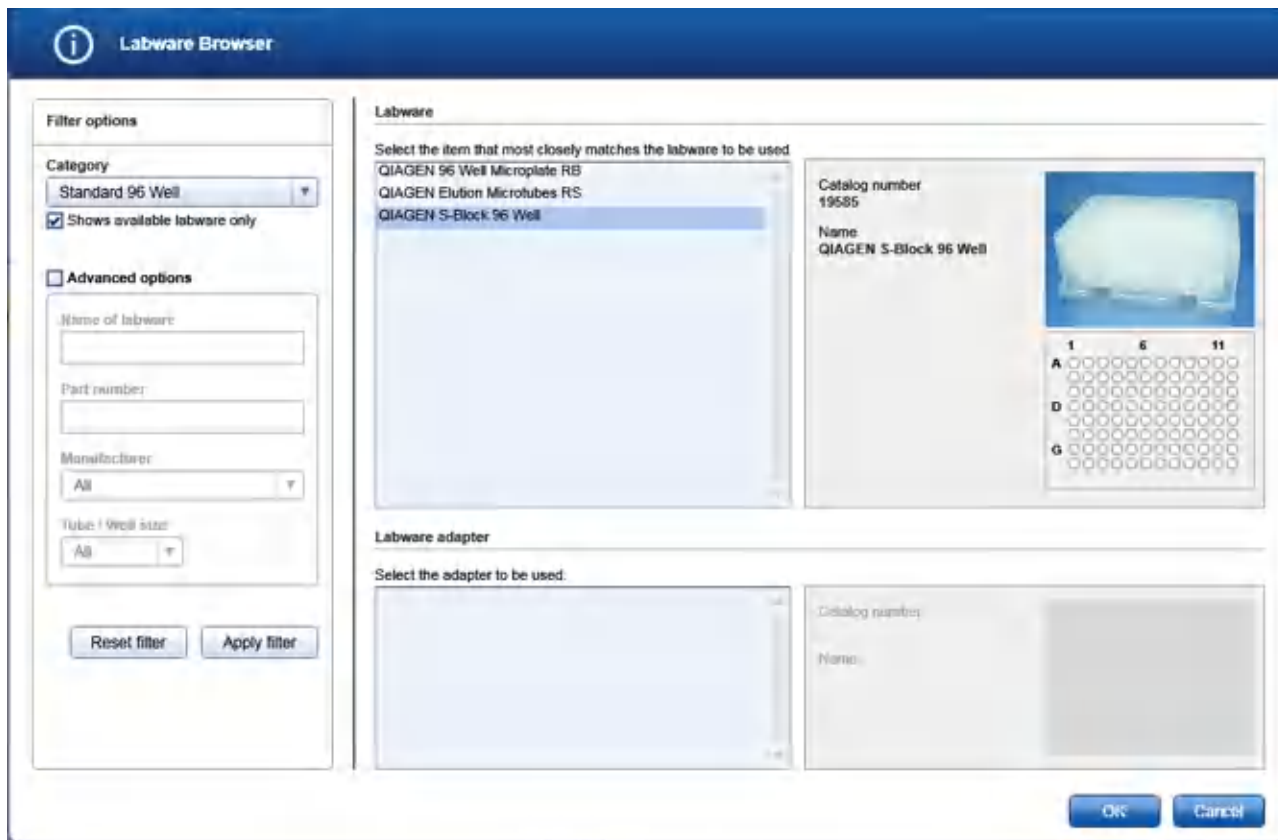 Labware Browser
Filter options
Category
Standard 96 Well
Shows available labware only
Advanced options
Name of labware
Part number
Manufacturer
All
Tube / Well size
All
Reset filter
Apply filter
Labware
Select the item that most closely matches the labware to be used
QIAGEN 96 Well Microplate RB
QIAGEN Elution Microtubes RS
QIAGEN S-Block 96 Well
Catalog number
19585
Name
QIAGEN S-Block 96 Well
1 6 11
A
D
G
Labware adapter
Select the adapter to be used.
Catalog number
Name
OK
Cancel